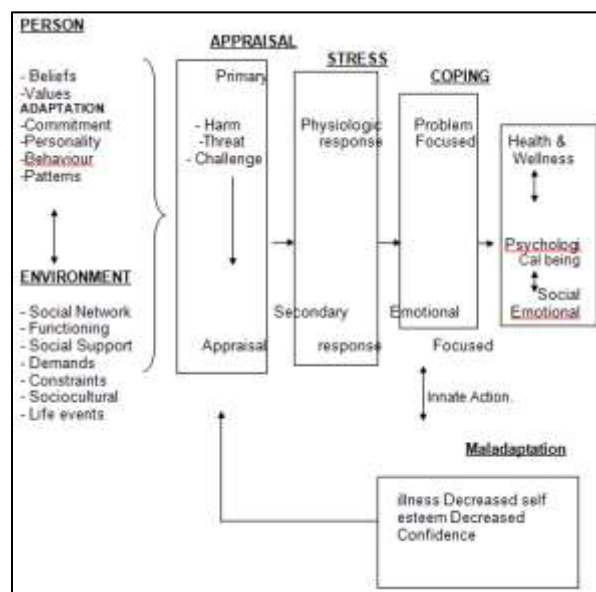 PERSON
- Beliefs
-Values
ADAPTATION
-Commitment
-Personality
-Behaviour
-Patterns
ENVIRONMENT
- Social Network
- Functioning
- Social Support
- Demands
- Constraints
- Sociocultural
- Life events
APPRAISAL
Primary
- Harm
-Threat
- Challenge
Secondary
Appraisal
STRESS
Physiologic
response
Emotional
response
COPING
Problem
Focused
Emotional
Focused
Innate Action.
Health &
Wellness
Psychologi
Cal being
Social
Emotional
Maladaptation
illness Decreased self
esteem Decreased
Confidence